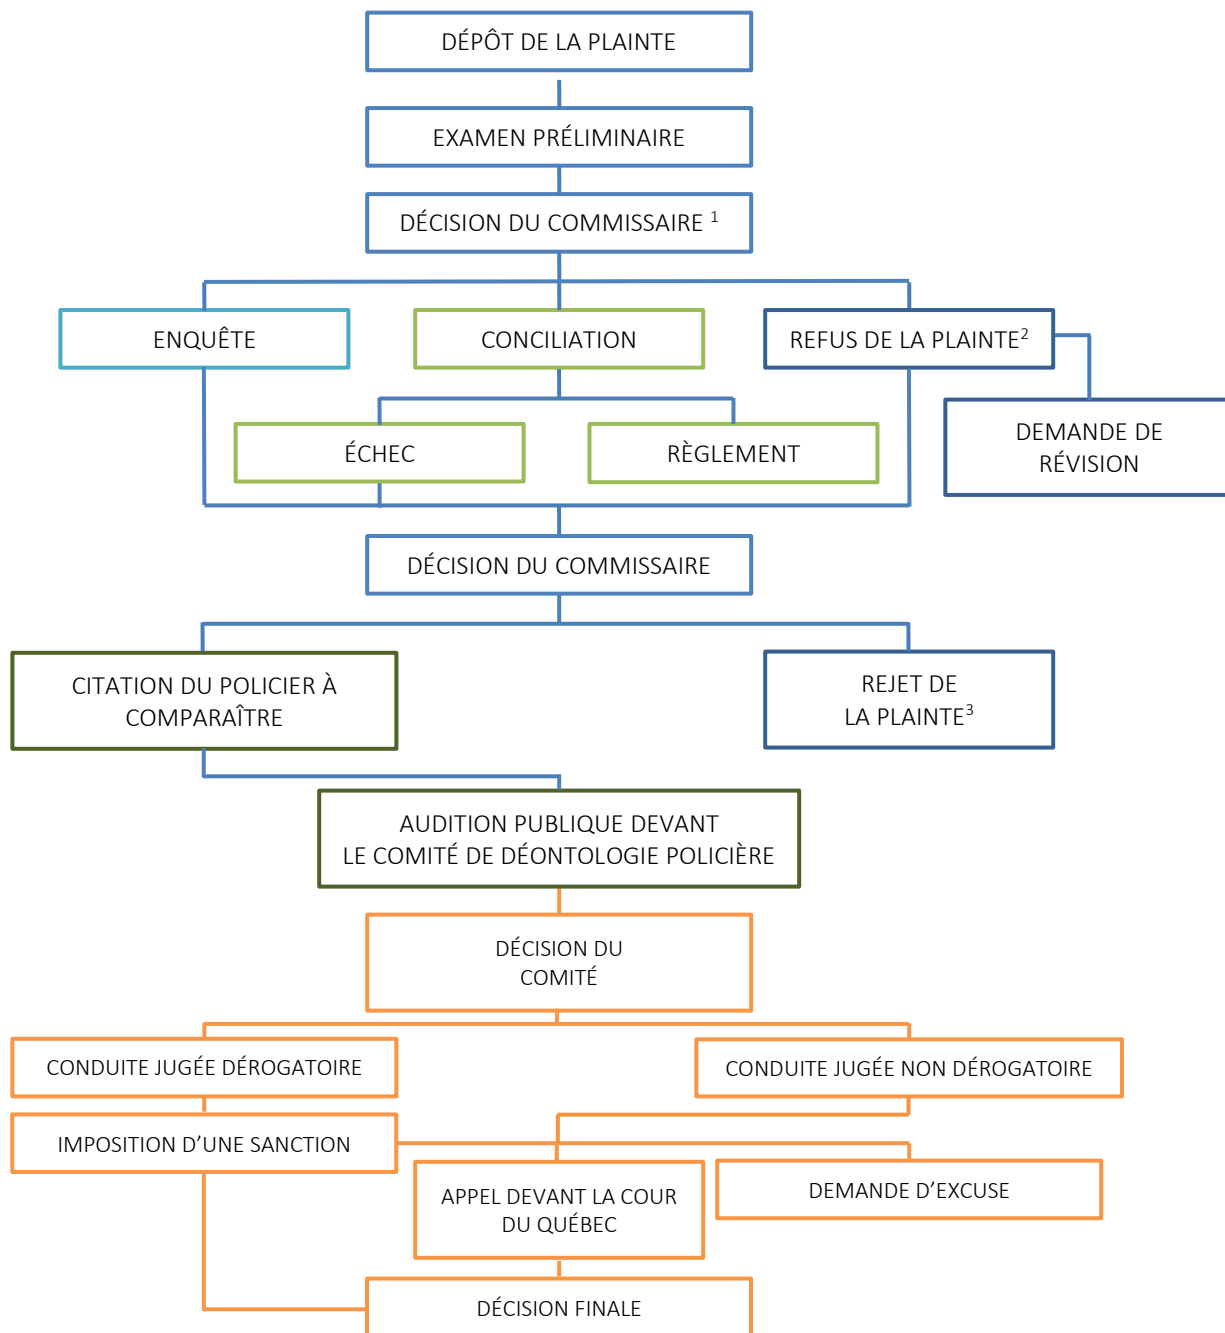 DÉPÔT DE LA PLAINTE
EXAMEN PRÉLIMINAIRE
DÉCISION DU COMMISSAIRE 1
ENQUÊTE
CONCILIATION
REFUS DE LA PLAINTE2
DEMANDE DE
RÉVISION
ÉCHEC
RÈGLEMENT
DÉCISION DU COMMISSAIRE
CITATION DU POLICIER À
COMPARAÎTRE
REJET DE
LA PLAINTE3
AUDITION PUBLIQUE DEVANT
LE COMITÉ DE DÉONTOLOGIE POLICIÈRE
DÉCISION DU
COMITÉ
CONDUITE JUGÉE DÉROGATOIRE
CONDUITE JUGÉE NON DÉROGATOIRE
IMPOSITION D’UNE SANCTION
APPEL DEVANT LA COUR
DU QUÉBEC
DEMANDE D’EXCUSE
DÉCISION FINALE